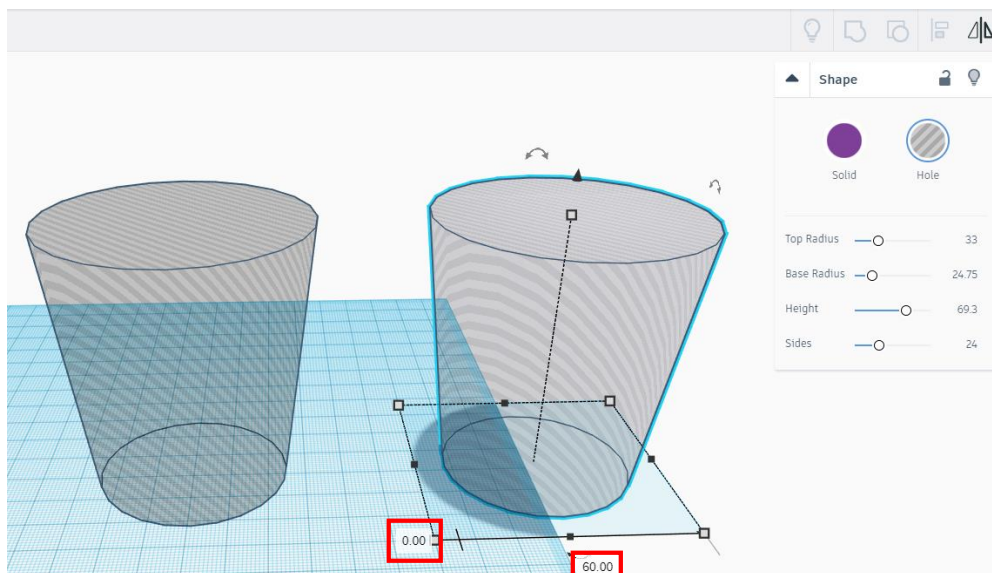 Shape
Solid Hole
Top Radius 33
Base Radius 24.75
Height 69.3
Sides 24
0.00
60.00